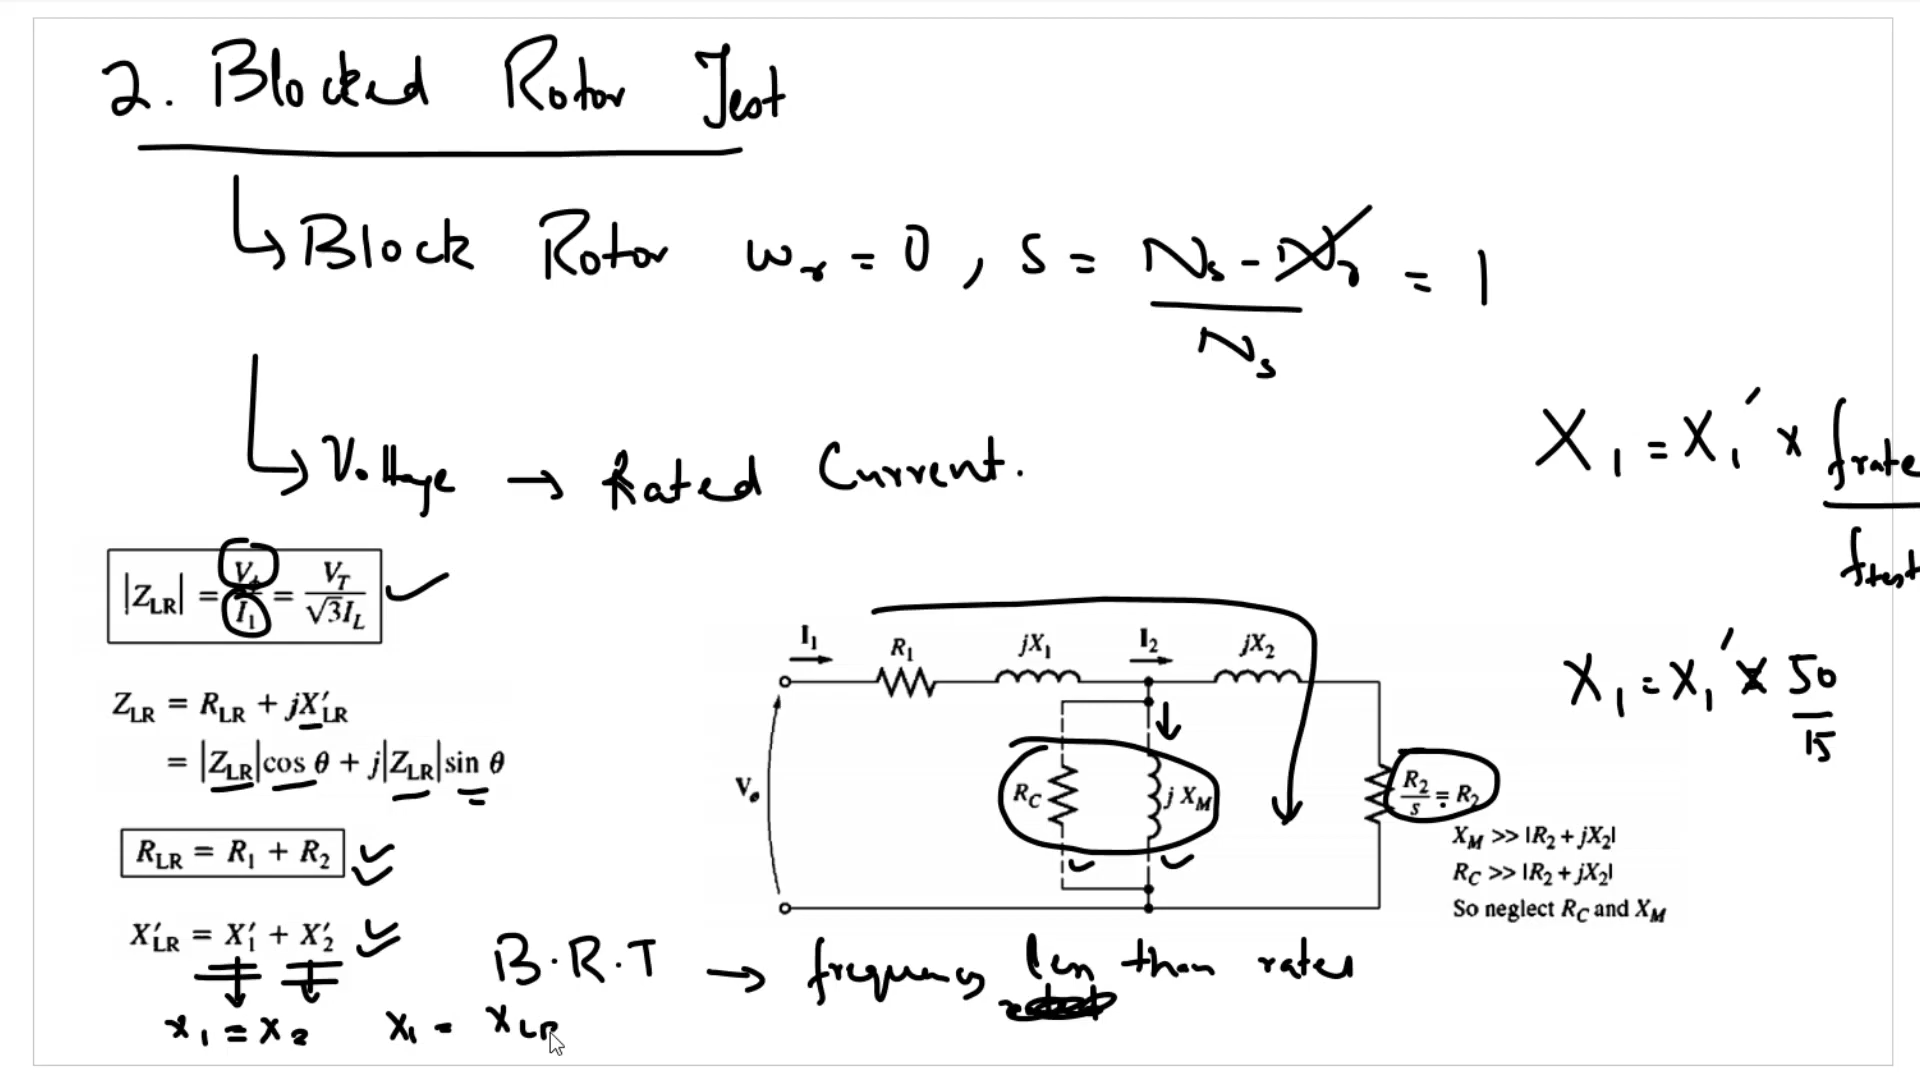 2. Blocked Rotor Test
Block Rotor ωr = 0, S = Ns - Nr / Ns = 1
Voltage → Rated Current.
X1 = X1' × frate / ftest
|ZLR| = Vφ / I1 = VT / √3IL
ZLR = RLR + jX′LR
= |ZLR|cos θ + j|ZLR|sin θ
RLR = R1 + R2
X′LR = X′1 + X′2
x1 = x2
x1 = xLR
B.R.T → frequency less than rated
I1 R1 jX1 I2 jX2
RC j XM
R2 / s = R2
XM >> |R2 + jX2|
RC >> |R2 + jX2|
So neglect RC and XM
X1 = X1' × 50 / 15